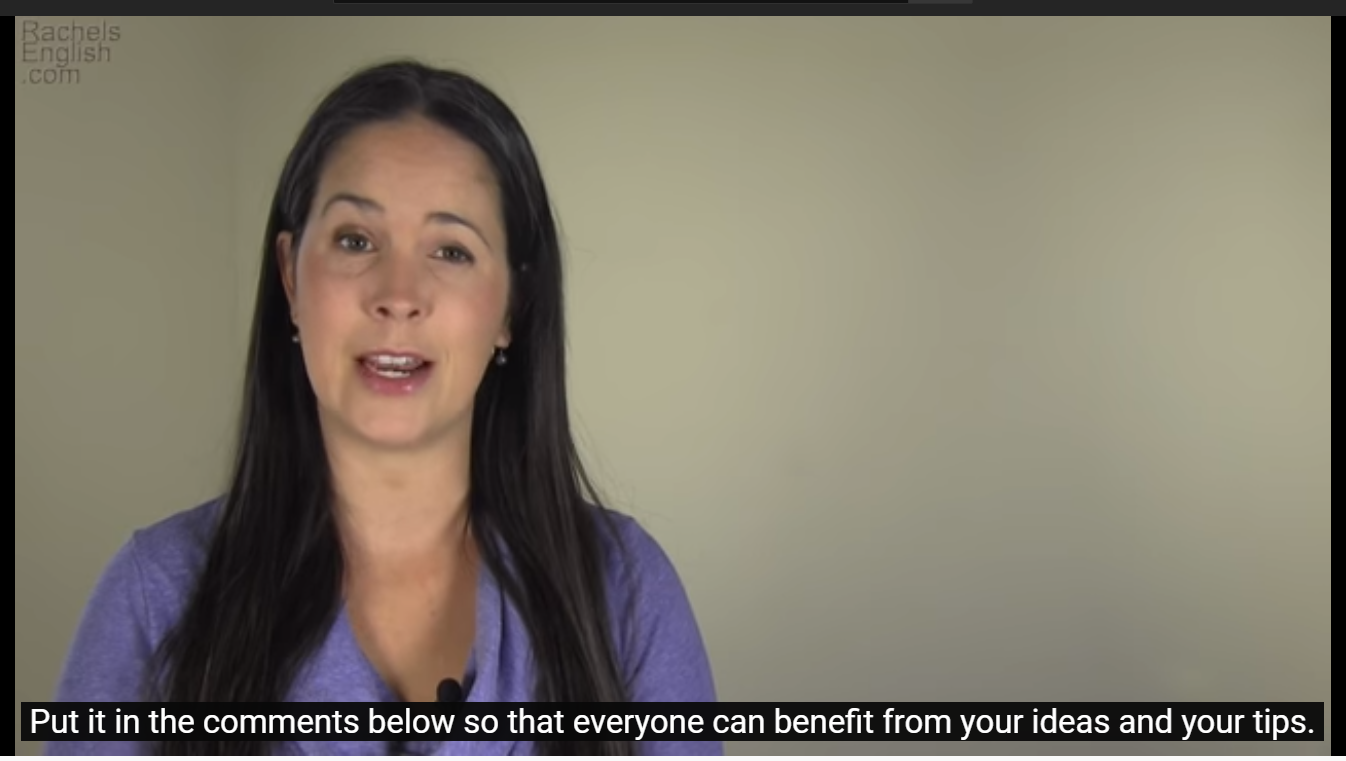 Rachels
English
.com
Put it in the comments below so that everyone can benefit from your ideas and your tips.